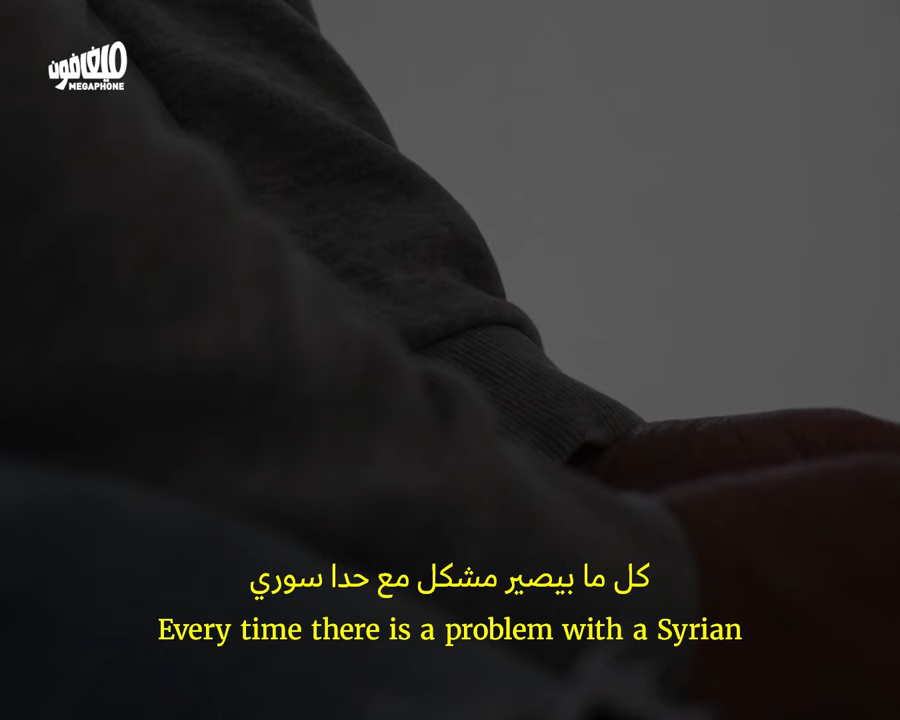 ميغافون
MEGAPHONE
كل ما بيصير مشكل مع حدا سوري
Every time there is a problem with a Syrian